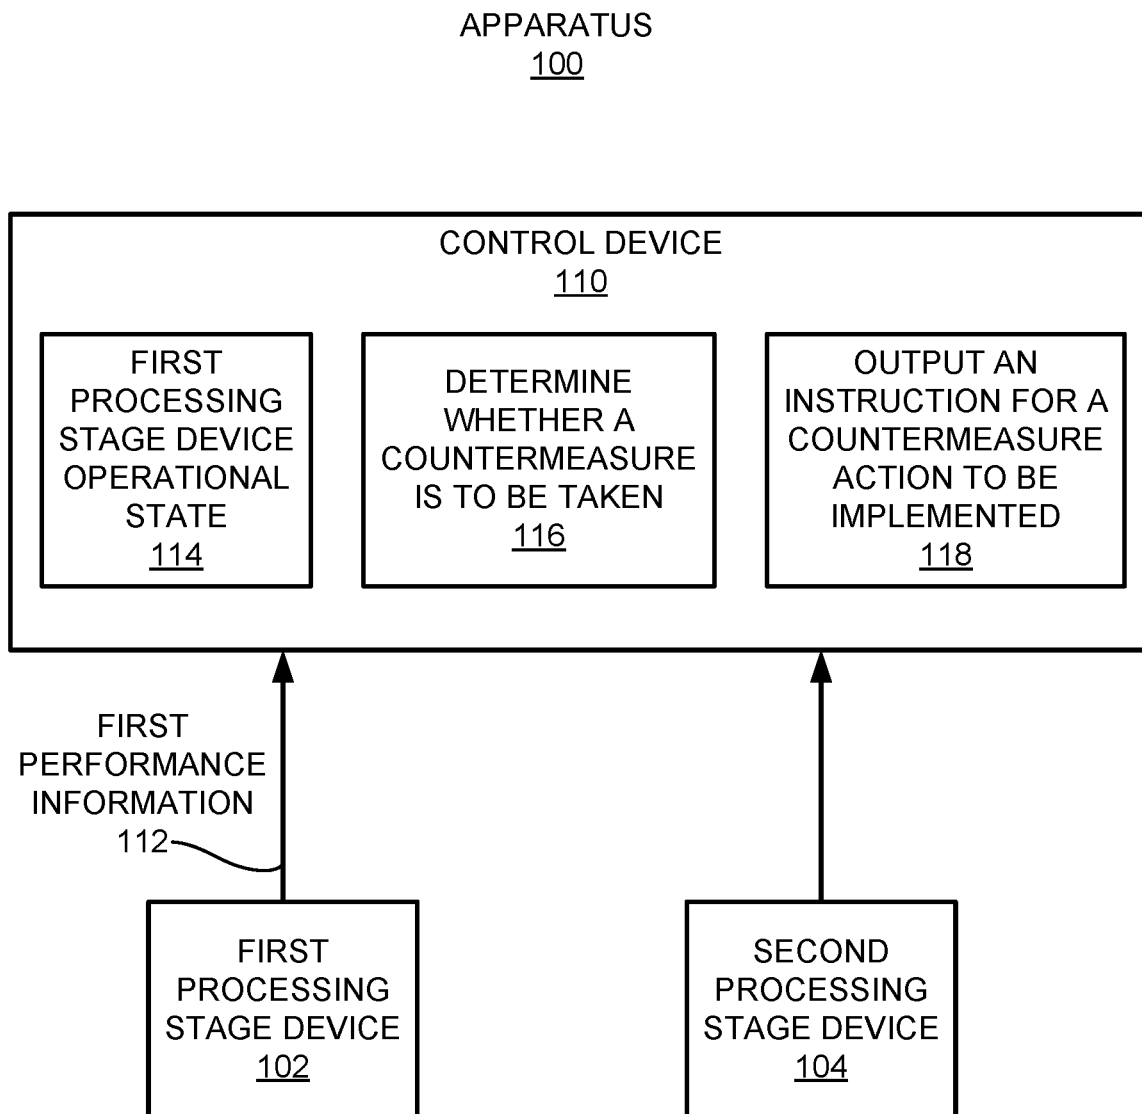 APPARATUS
100
CONTROL DEVICE
110
FIRST
PROCESSING
STAGE DEVICE
OPERATIONAL
STATE
114
DETERMINE
WHETHER A
COUNTERMEASURE
IS TO BE TAKEN
116
OUTPUT AN
INSTRUCTION FOR A
COUNTERMEASURE
ACTION TO BE
IMPLEMENTED
118
FIRST
PERFORMANCE
INFORMATION
112
FIRST
PROCESSING
STAGE DEVICE
102
SECOND
PROCESSING
STAGE DEVICE
104